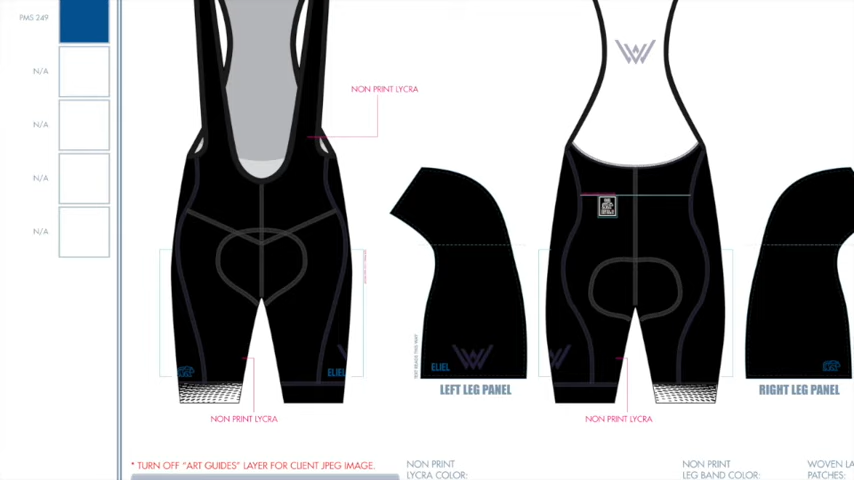 PMS 249
N/A
N/A
N/A
N/A
NON PRINT LYCRA
W
ELIEL
ELIEL
LEFT LEG PANEL
RIGHT LEG PANEL
NON PRINT LYCRA
NON PRINT LYCRA
* TURN OFF "ART GUIDES" LAYER FOR CLIENT JPEG IMAGE.
NON PRINT
LYCRA COLOR:
NON PRINT
LEG BAND COLOR:
WOVEN LA
PATCHES: